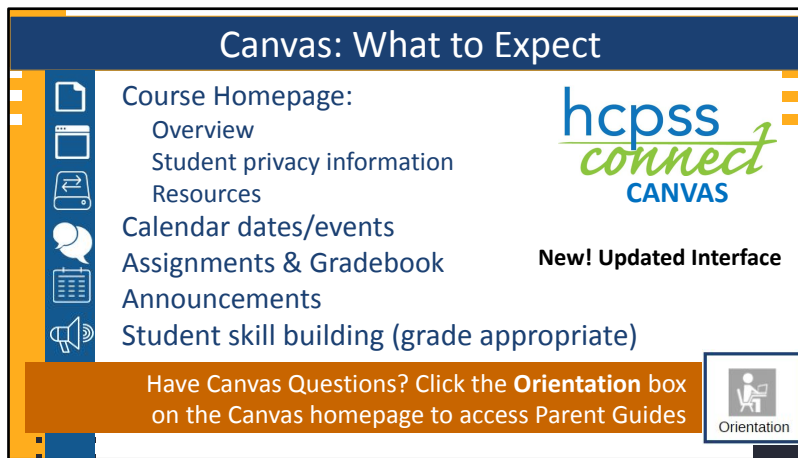 Canvas: What to Expect
Course Homepage:
Overview
Student privacy information
Resources
Calendar dates/events
Assignments & Gradebook
Announcements
Student skill building (grade appropriate)
hcpss
connect
CANVAS
New! Updated Interface
Have Canvas Questions? Click the Orientation box
on the Canvas homepage to access Parent Guides
Orientation